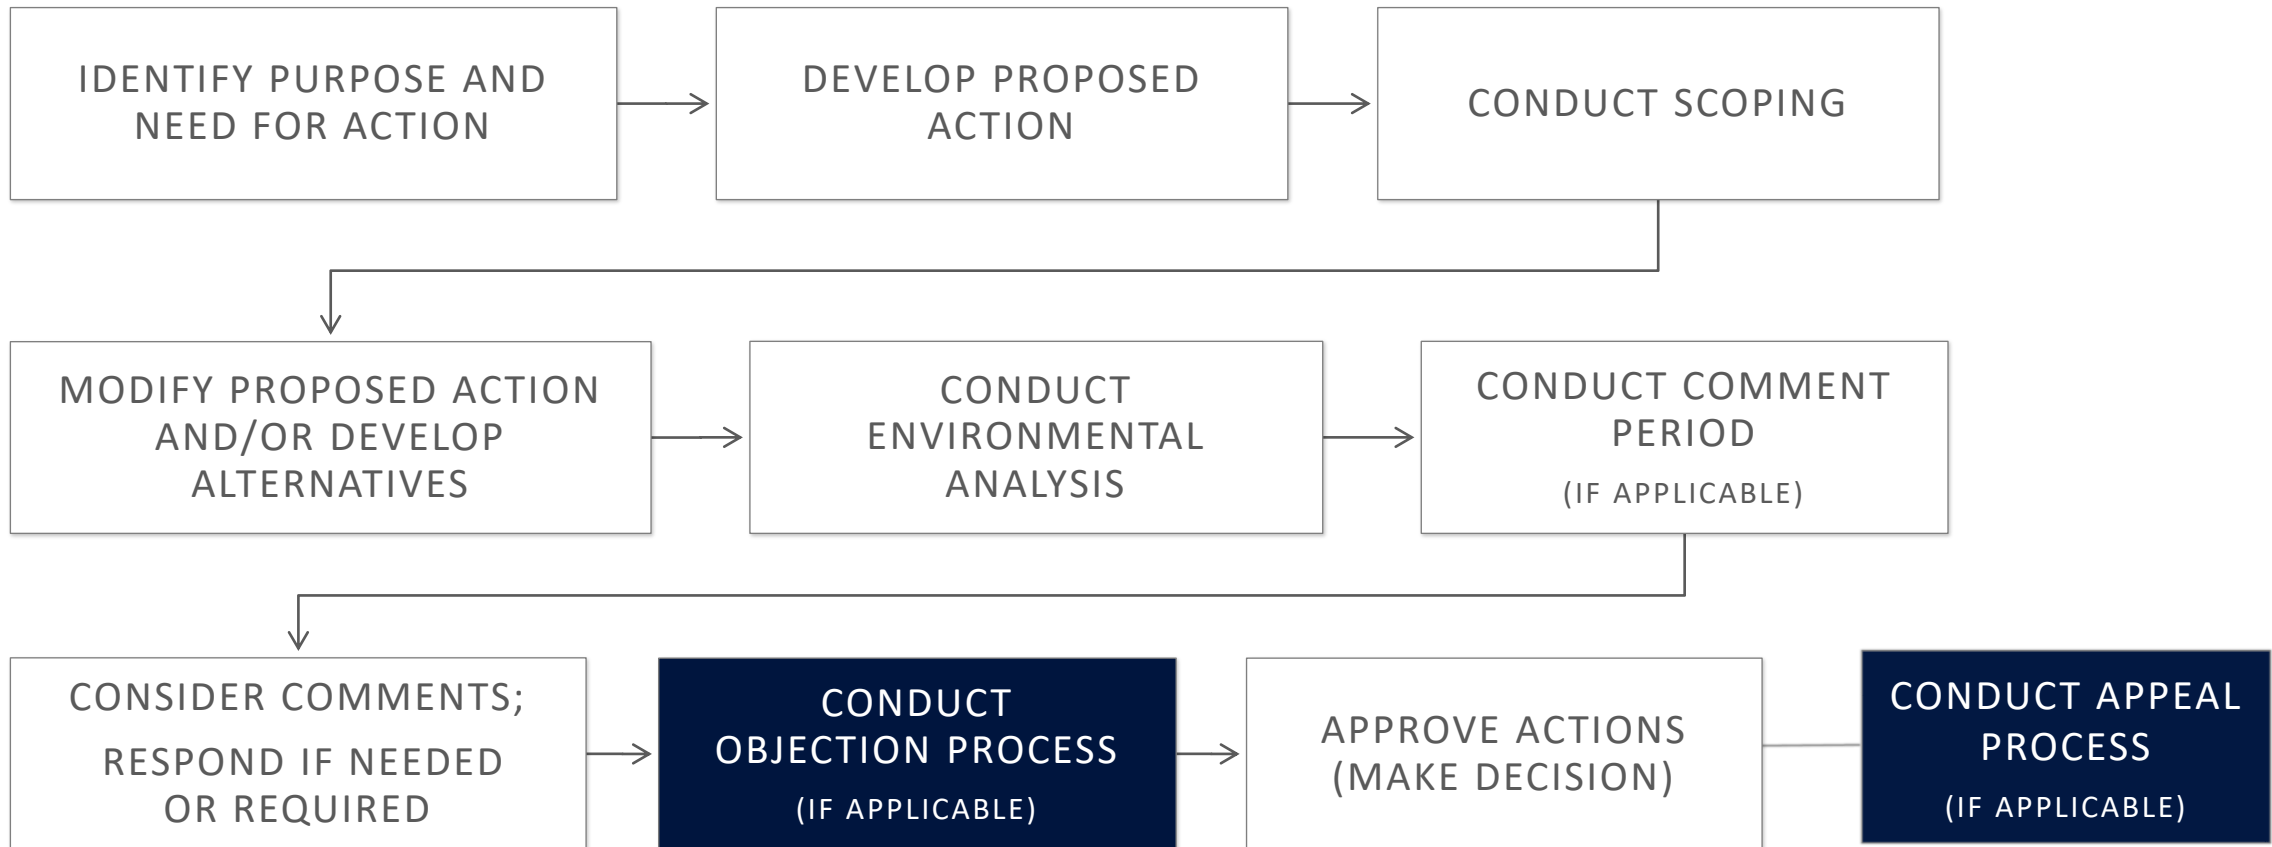 IDENTIFY PURPOSE AND
NEED FOR ACTION
DEVELOP PROPOSED
ACTION
CONDUCT SCOPING
MODIFY PROPOSED ACTION
AND/OR DEVELOP
ALTERNATIVES
CONDUCT
ENVIRONMENTAL
ANALYSIS
CONDUCT COMMENT
PERIOD
(IF APPLICABLE)
CONSIDER COMMENTS;
RESPOND IF NEEDED
OR REQUIRED
CONDUCT
OBJECTION PROCESS
(IF APPLICABLE)
APPROVE ACTIONS
(MAKE DECISION)
CONDUCT APPEAL
PROCESS
(IF APPLICABLE)